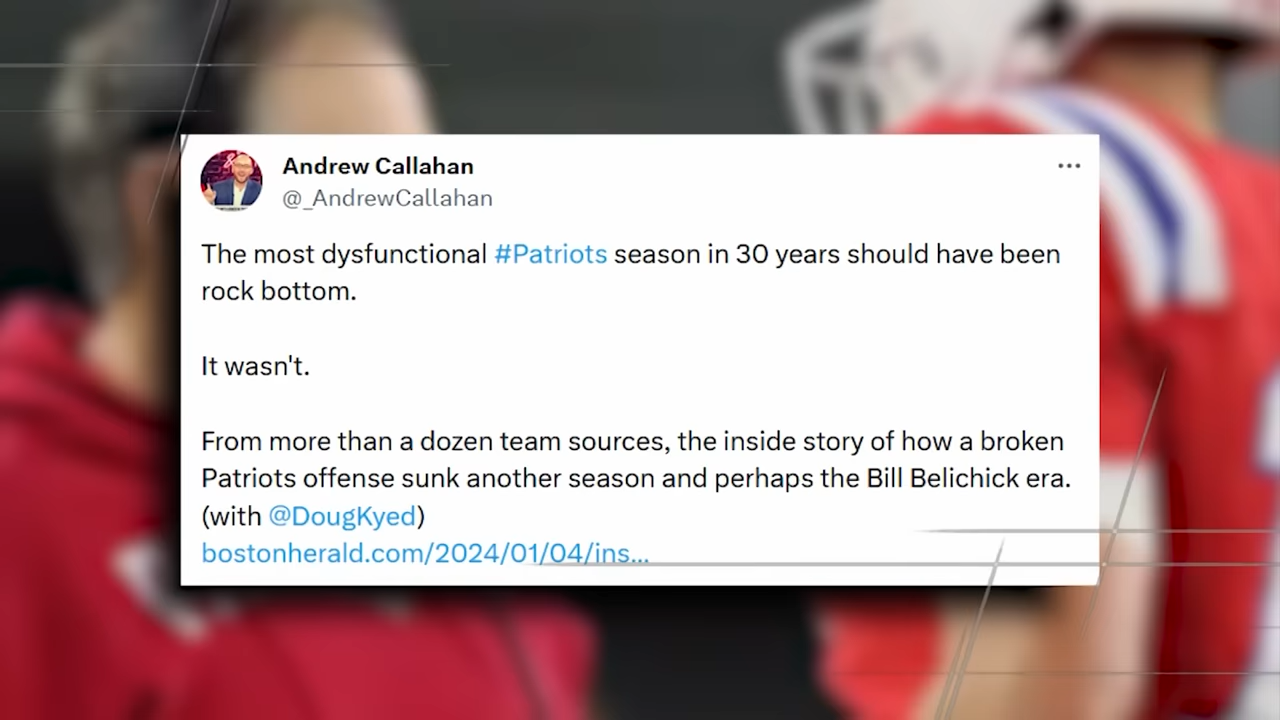 Andrew Callahan
@_AndrewCallahan
The most dysfunctional #Patriots season in 30 years should have been
rock bottom.
It wasn't.
From more than a dozen team sources, the inside story of how a broken
Patriots offense sunk another season and perhaps the Bill Belichick era.
(with @DougKyed)
bostonherald.com/2024/01/04/ins...